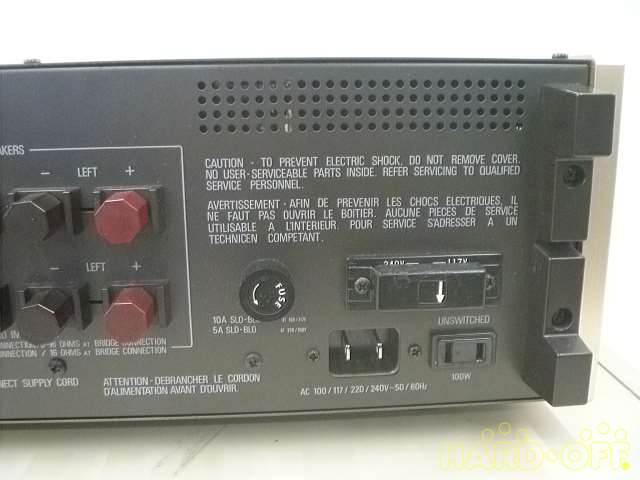 AKERS
− LEFT +
CAUTION · TO PREVENT ELECTRIC SHOCK, DO NOT REMOVE COVER.
NO USER-SERVICEABLE PARTS INSIDE. REFER SERVICING TO QUALIFIED
SERVICE PERSONNEL.
AVERTISSEMENT · AFIN DE PREVENIR LES CHOCS ELECTRIQUES, IL
NE FAUT PAS OUVRIR LE BOITIER. AUCUNE PIECES DE SERVICE
UTILISABLE A L'INTERIEUR. POUR SERVICE S'ADRESSER A UN
TECHNICEN COMPETANT.
− LEFT +
FUSE
10A SLO-BLO
5A SLO-BLO
240V 117V
UNSWITCHED
100W
AC 100/117/220/240V~50/60Hz
ONNECTION/8-16 OHMS AT BRIDGE CONNECTION
ONNECTION / 16 OHMS AT BRIDGE CONNECTION
NECT SUPPLY CORD
ATTENTION-DEBRANCHER LE CORDON
D'ALIMENTATION AVANT D'OUVRIR.
HARD·OFF